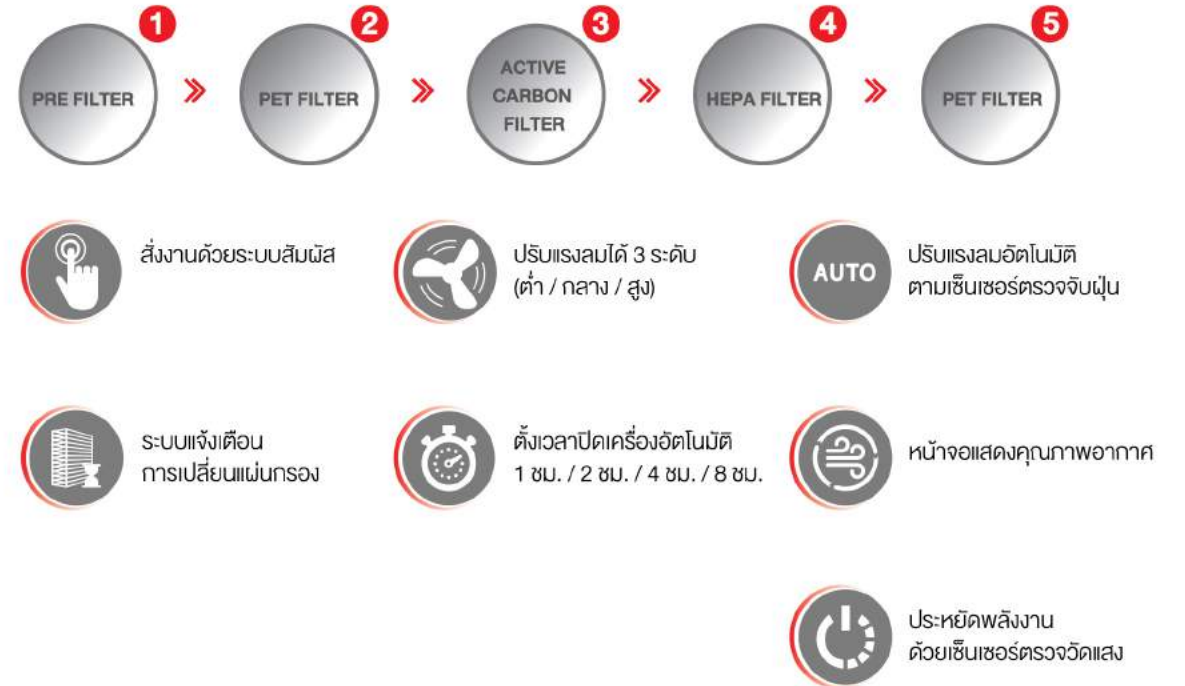 1
PRE FILTER
2
PET FILTER
3
ACTIVE
CARBON
FILTER
4
HEPA FILTER
5
PET FILTER
สั่งงานด้วยระบบสัมผัส
ปรับแรงลมได้ 3 ระดับ
(ต่ำ / กลาง / สูง)
AUTO
ปรับแรงลมอัตโนมัติ
ตามเซ็นเซอร์ตรวจจับฝุ่น
ระบบแจ้งเตือน
การเปลี่ยนแผ่นกรอง
ตั้งเวลาปิดเครื่องอัตโนมัติ
1 ชม. / 2 ชม. / 4 ชม. / 8 ชม.
หน้าจอแสดงคุณภาพอากาศ
ประหยัดพลังงาน
ด้วยเซ็นเซอร์ตรวจวัดแสง